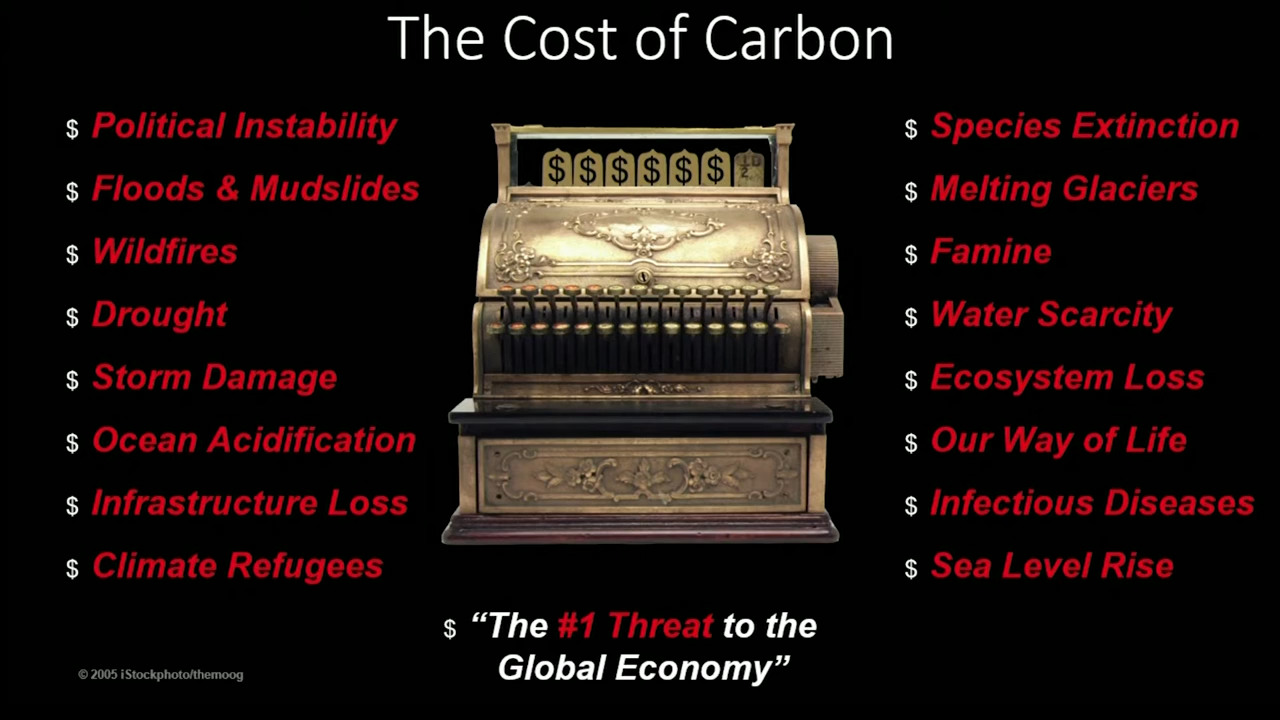 The Cost of Carbon
$ Political Instability
$ Floods & Mudslides
$ Wildfires
$ Drought
$ Storm Damage
$ Ocean Acidification
$ Infrastructure Loss
$ Climate Refugees
$ $ $ $ $ $
$ Species Extinction
$ Melting Glaciers
$ Famine
$ Water Scarcity
$ Ecosystem Loss
$ Our Way of Life
$ Infectious Diseases
$ Sea Level Rise
$ “The #1 Threat to the
Global Economy”
© 2005 iStockphoto/themoog